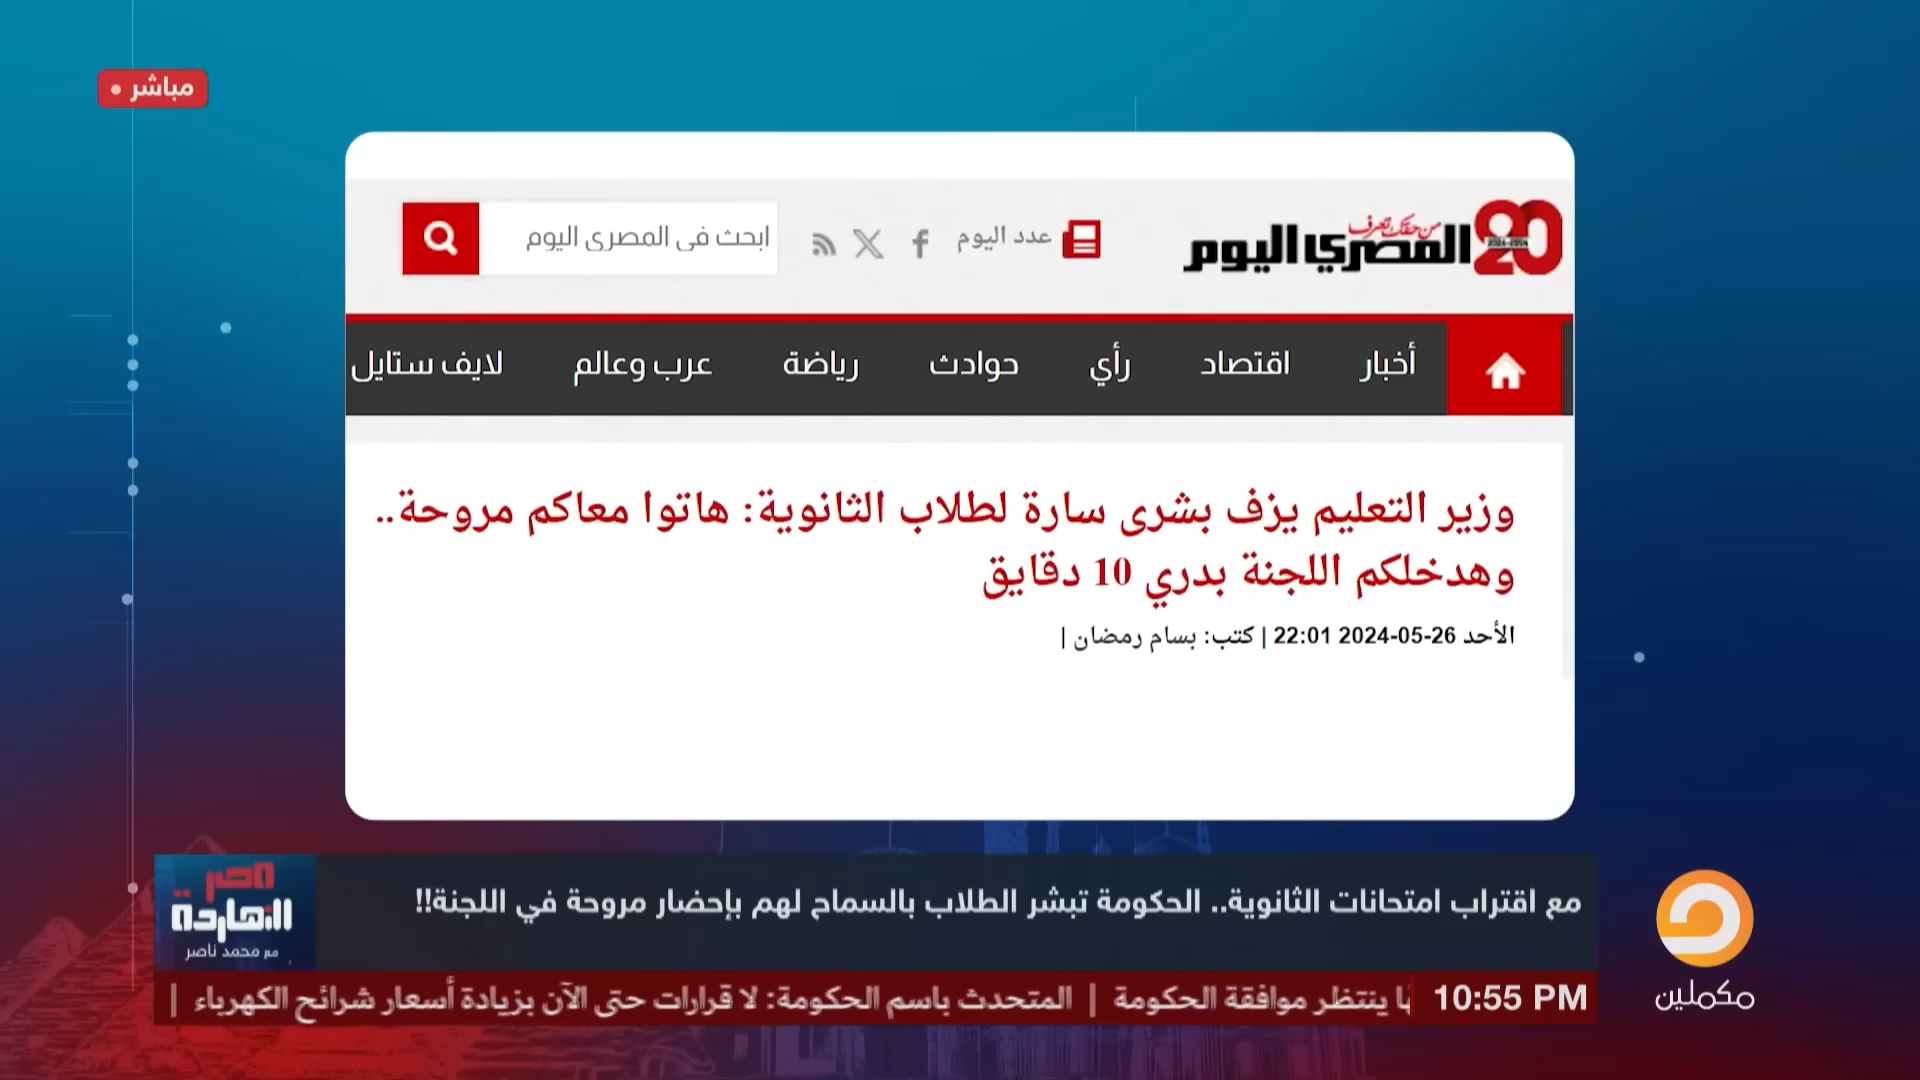 مباشر
من حقك تعرف
المصري اليوم
20
2004-2024
عدد اليوم
ابحث فى المصرى اليوم
أخبار
اقتصاد
رأي
حوادث
رياضة
عرب وعالم
لايف ستايل
وزير التعليم يزف بشرى سارة لطلاب الثانوية: هاتوا معاكم مروحة..
وهدخلكم اللجنة بدري 10 دقايق
الأحد 26-05-2024 22:01 | كتب: بسام رمضان |
مع اقتراب امتحانات الثانوية.. الحكومة تبشر الطلاب بالسماح لهم بإحضار مروحة في اللجنة!!
مصر
النهاردة
مع محمد ناصر
10:55 PM
ينتظر موافقة الحكومة | المتحدث باسم الحكومة: لا قرارات حتى الآن بزيادة أسعار شرائح الكهرباء |
مكملين